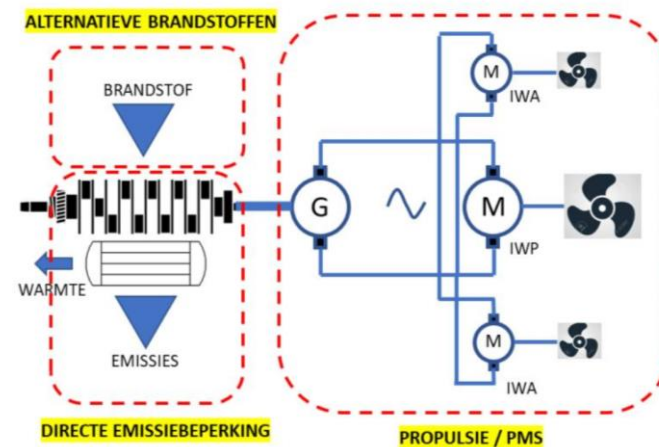 ALTERNATIEVE BRANDSTOFFEN
BRANDSTOF
WARMTE
EMISSIES
DIRECTE EMISSIEBEPERKING
G
M
IWA
M
IWP
M
IWA
PROPULSIE / PMS